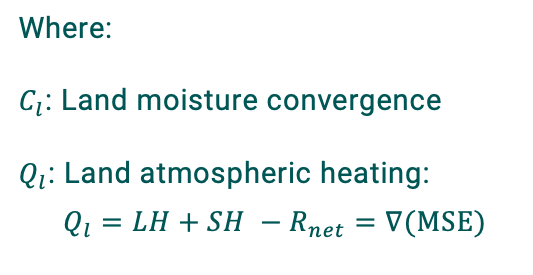 Where:
C_l: Land moisture convergence
Q_l: Land atmospheric heating:
Q_l = LH + SH − R_net = ∇(MSE)